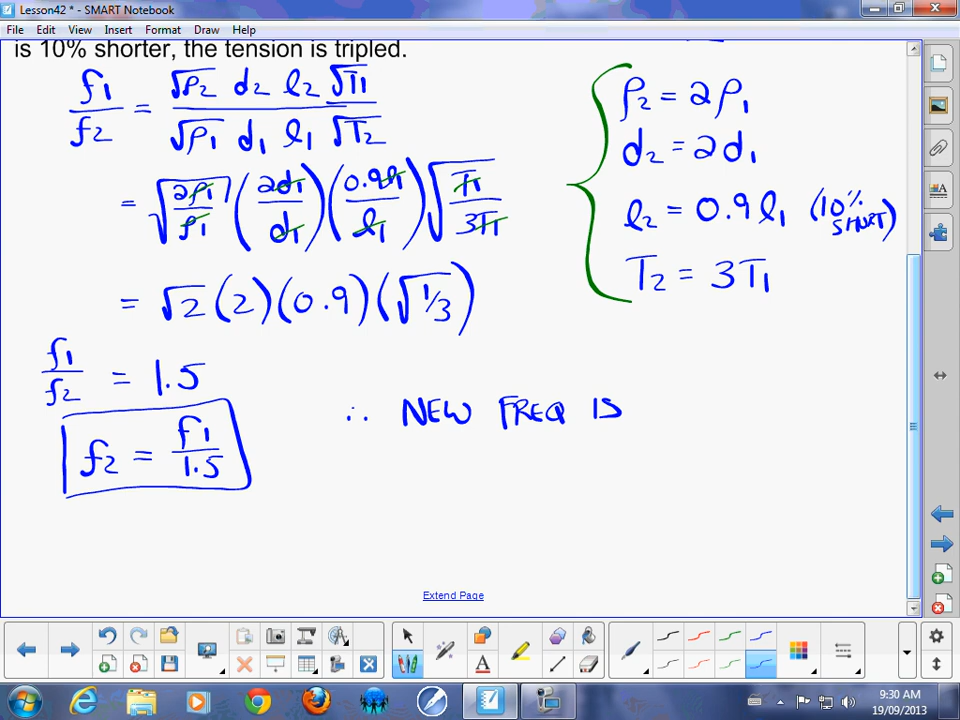 Lesson42 * - SMART Notebook
File Edit View Insert Format Draw Help
is 10% shorter, the tension is tripled.
f1/f2 = √ρ2 d2 l2 √T1 / √ρ1 d1 l1 √T2
= √(2ρ1/ρ1) (2d1/d1) (0.9l1/l1) √(T1/3T1)
= √2 (2) (0.9) (√1/3)
f1/f2 = 1.5
f2 = f1/1.5
ρ2 = 2ρ1
d2 = 2d1
l2 = 0.9 l1 (10% SHORT)
T2 = 3T1
∴ NEW FREQ IS
Extend Page
9:30 AM
19/09/2013